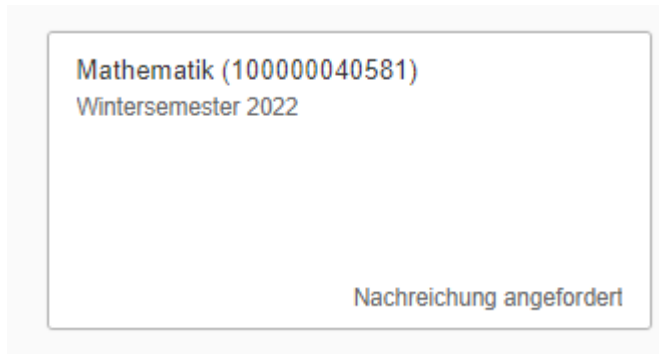 Mathematik (100000040581)
Wintersemester 2022
Nachreichung angefordert